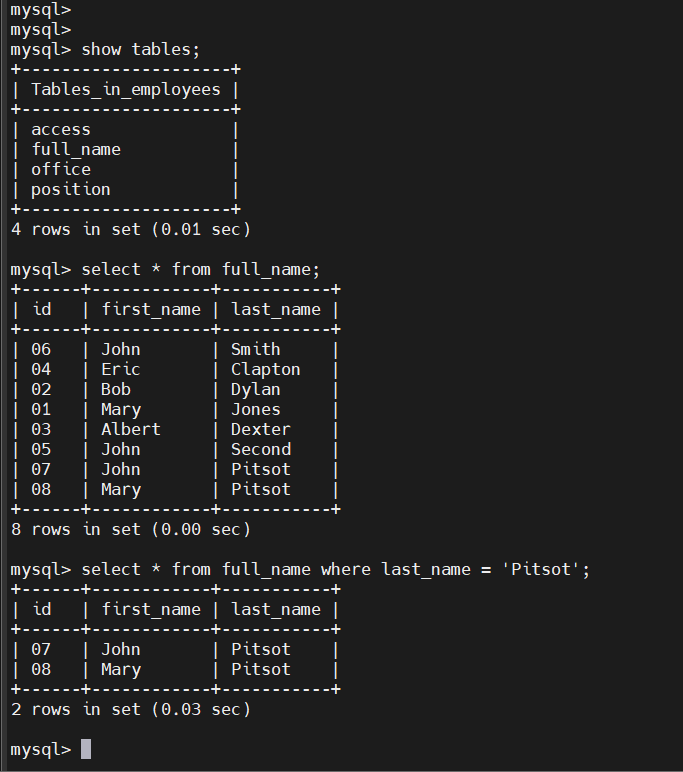 mysql>
mysql>
mysql> show tables;
+---------------------+
| Tables_in_employees |
+---------------------+
| access              |
| full_name           |
| office              |
| position            |
+---------------------+
4 rows in set (0.01 sec)

mysql> select * from full_name;
+------+------------+-----------+
| id   | first_name | last_name |
+------+------------+-----------+
| 06   | John       | Smith     |
| 04   | Eric       | Clapton   |
| 02   | Bob        | Dylan     |
| 01   | Mary       | Jones     |
| 03   | Albert     | Dexter    |
| 05   | John       | Second    |
| 07   | John       | Pitsot    |
| 08   | Mary       | Pitsot    |
+------+------------+-----------+
8 rows in set (0.00 sec)

mysql> select * from full_name where last_name = 'Pitsot';
+------+------------+-----------+
| id   | first_name | last_name |
+------+------------+-----------+
| 07   | John       | Pitsot    |
| 08   | Mary       | Pitsot    |
+------+------------+-----------+
2 rows in set (0.03 sec)

mysql>